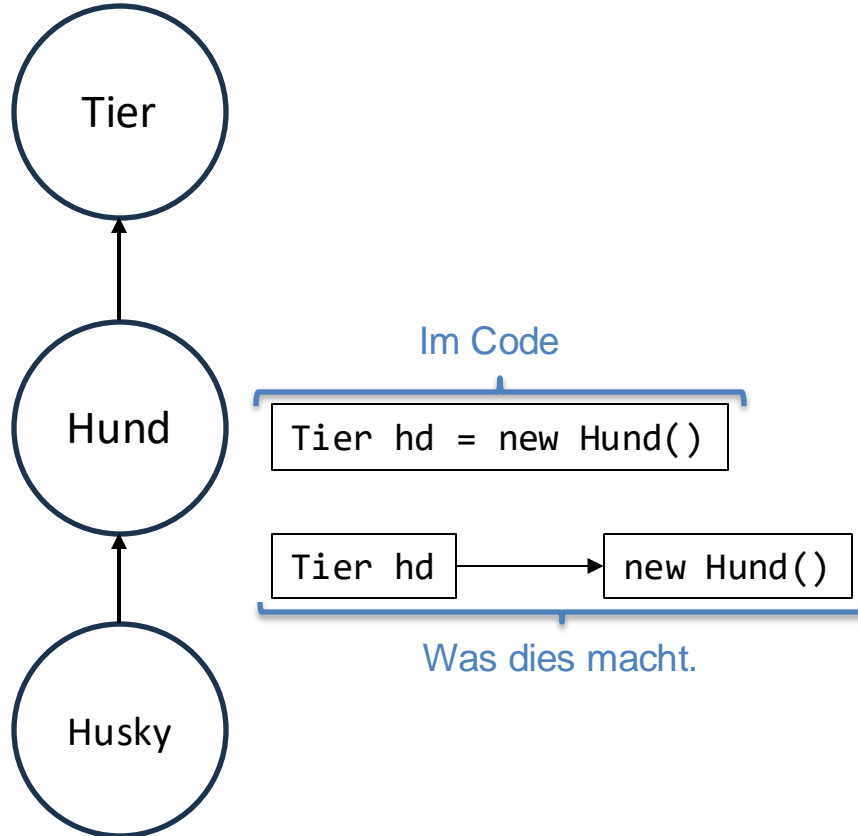 Tier
Hund
Husky
Im Code
Tier hd = new Hund()
Tier hd
new Hund()
Was dies macht.